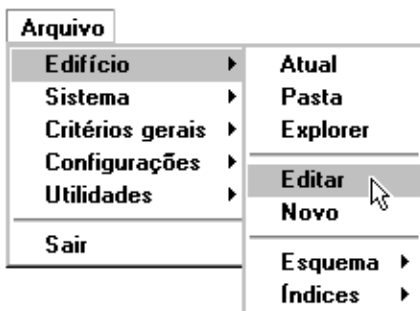 Arquivo
Edifício
Sistema
Critérios gerais
Configurações
Utilidades
Sair
Atual
Pasta
Explorer
Editar
Novo
Esquema
Índices